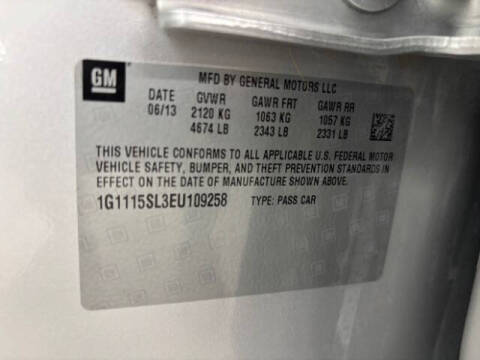 GM
MFD BY GENERAL MOTORS LLC
DATE GVWR GAWR FRT GAWR RR
06/13 2120 KG 1063 KG 1057 KG
4674 LB 2343 LB 2331 LB
THIS VEHICLE CONFORMS TO ALL APPLICABLE U.S. FEDERAL MOTOR
VEHICLE SAFETY, BUMPER, AND THEFT PREVENTION STANDARDS IN
EFFECT ON THE DATE OF MANUFACTURE SHOWN ABOVE.
1G1115SL3EU109258 TYPE: PASS CAR